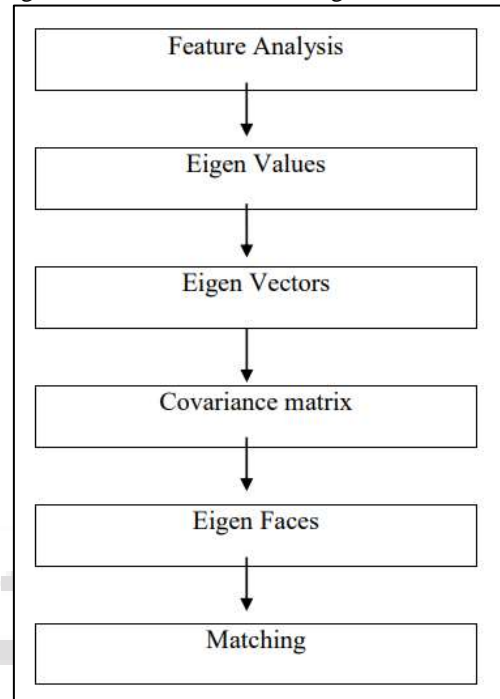 Feature Analysis
Eigen Values
Eigen Vectors
Covariance matrix
Eigen Faces
Matching